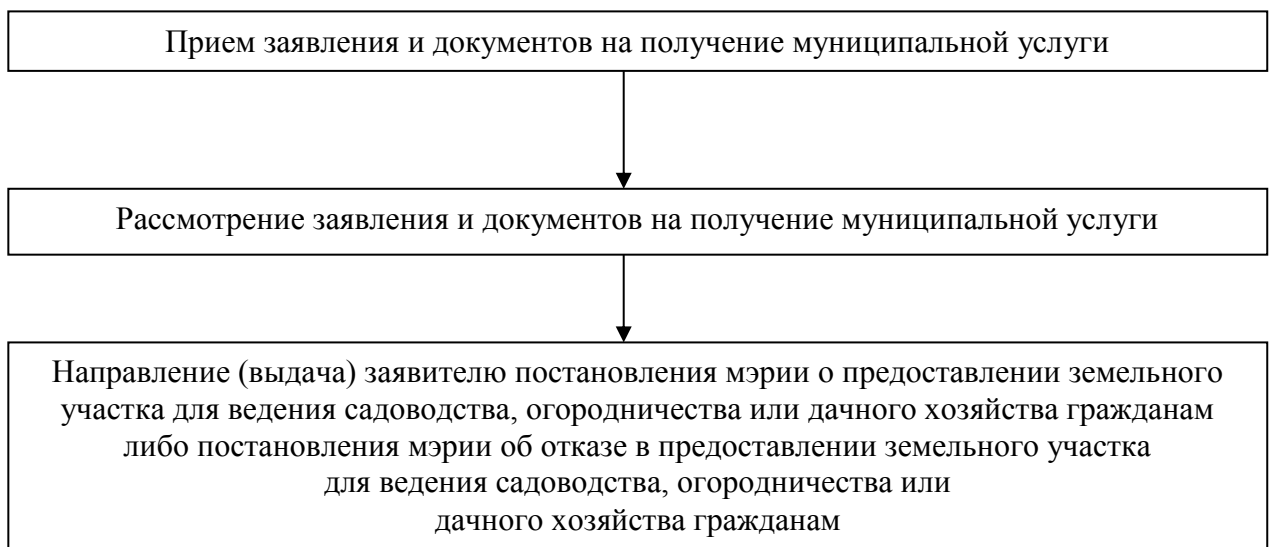 Прием заявления и документов на получение муниципальной услуги
Рассмотрение заявления и документов на получение муниципальной услуги
Направление (выдача) заявителю постановления мэрии о предоставлении земельного
участка для ведения садоводства, огородничества или дачного хозяйства гражданам
либо постановления мэрии об отказе в предоставлении земельного участка
для ведения садоводства, огородничества или
дачного хозяйства гражданам